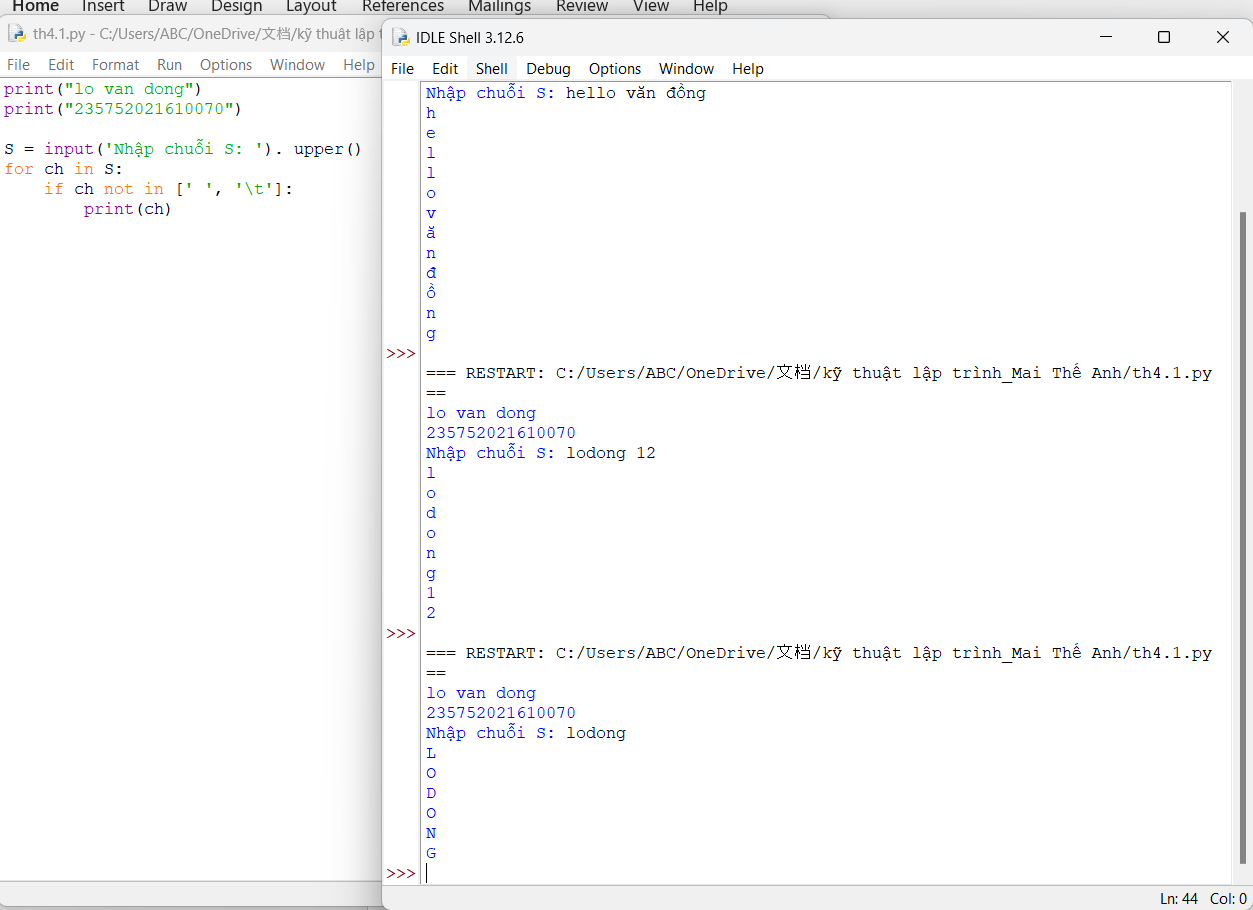 Home Insert Draw Design Layout References Mailings Review View Help
th4.1.py - C:/Users/ABC/OneDrive/文档/kỹ thuật lập
File Edit Format Run Options Window Help
print("lo van dong")
print("235752021610070")
S = input('Nhập chuỗi S: '). upper()
for ch in S:
    if ch not in [' ', '\t']:
        print(ch)
IDLE Shell 3.12.6
File Edit Shell Debug Options Window Help
Nhập chuỗi S: hello văn đồng
h
e
l
l
o
v
ă
n
đ
ồ
n
g
>>>
=== RESTART: C:/Users/ABC/OneDrive/文档/kỹ thuật lập trình_Mai Thế Anh/th4.1.py
==
lo van dong
235752021610070
Nhập chuỗi S: lodong 12
l
o
d
o
n
g
1
2
>>>
=== RESTART: C:/Users/ABC/OneDrive/文档/kỹ thuật lập trình_Mai Thế Anh/th4.1.py
==
lo van dong
235752021610070
Nhập chuỗi S: lodong
L
O
D
O
N
G
>>>
Ln: 44 Col: 0